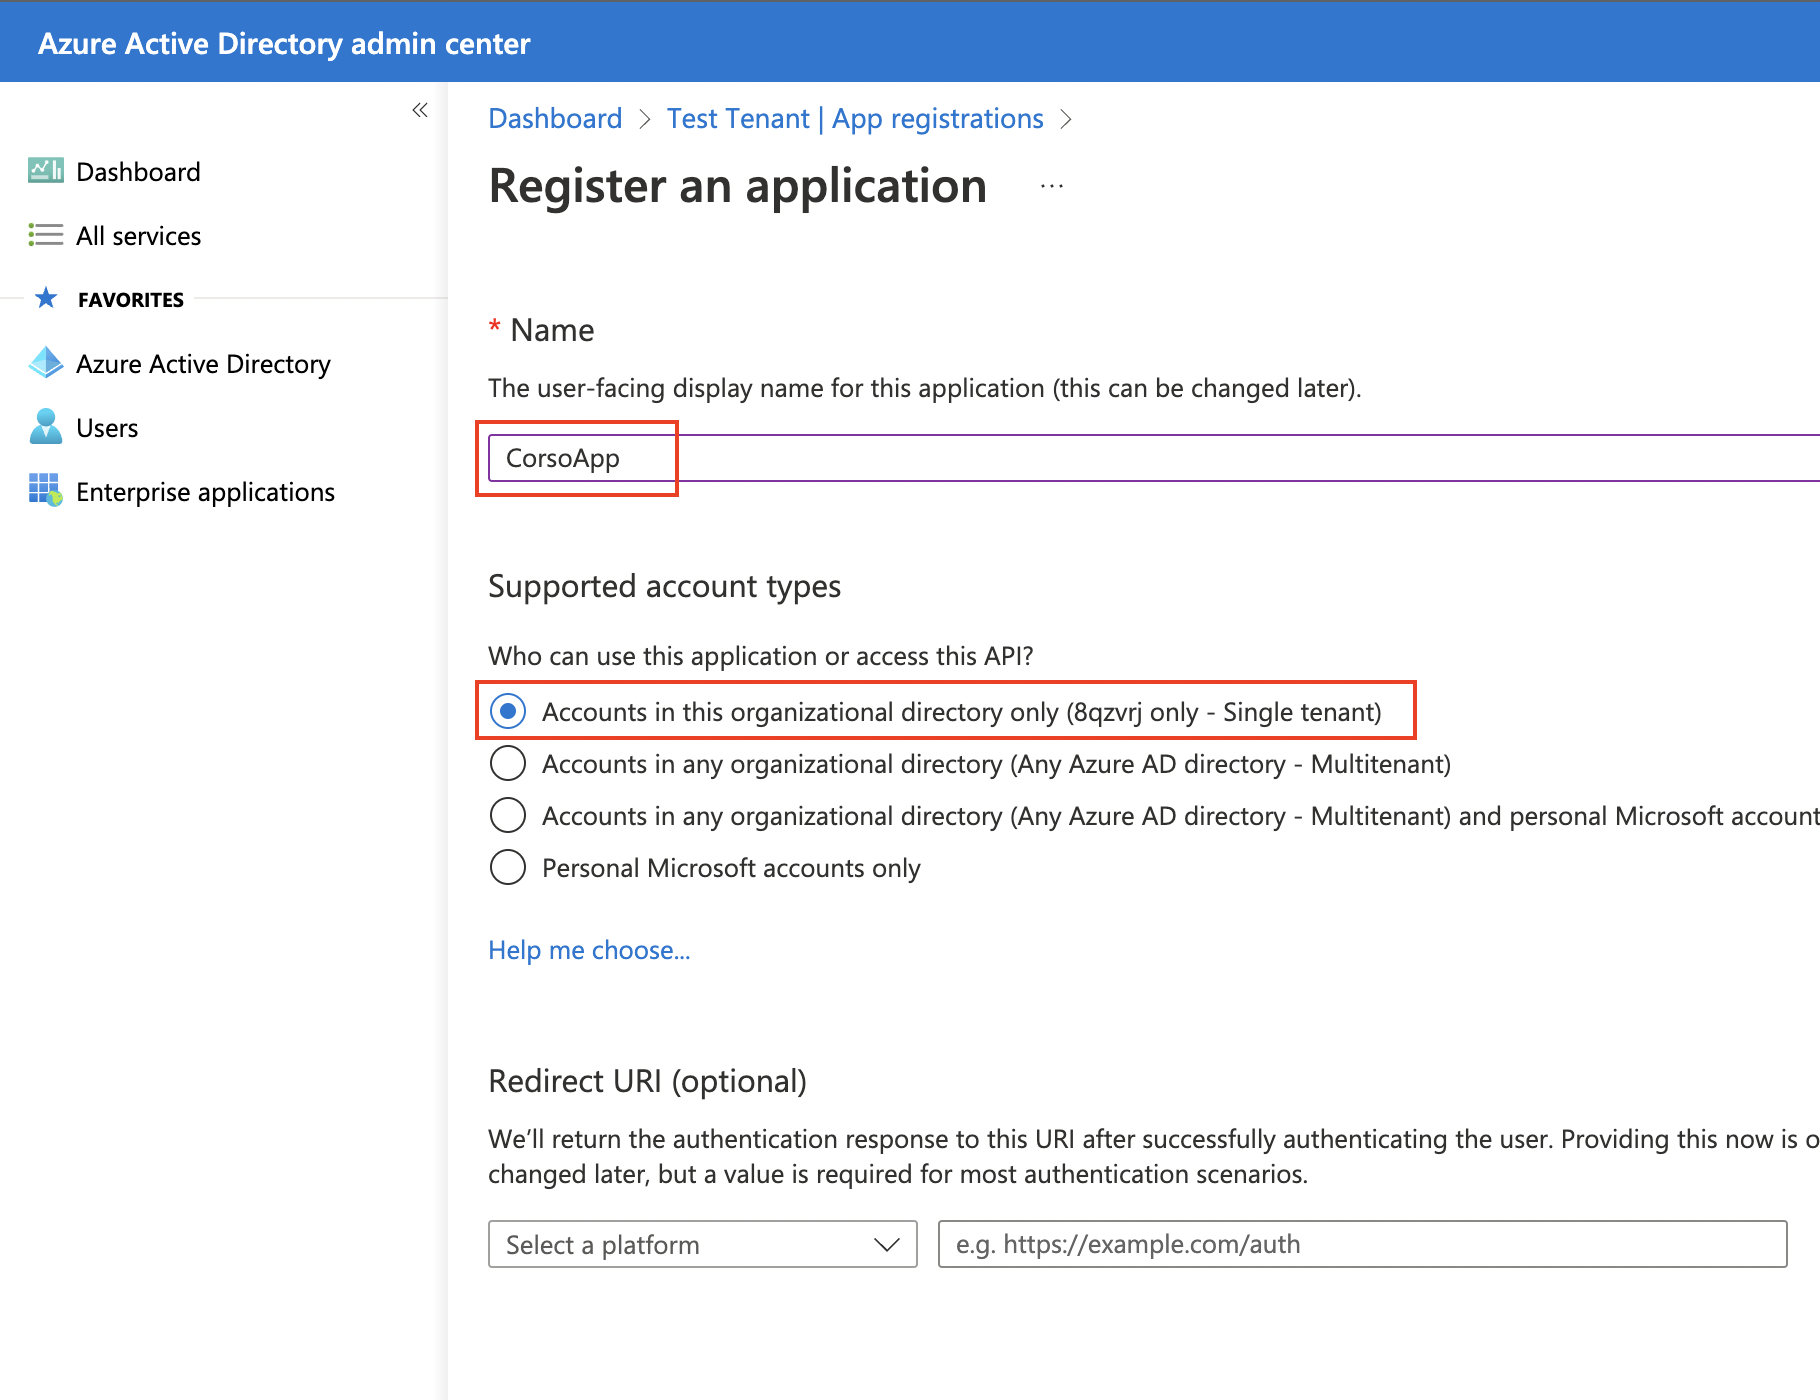 Azure Active Directory admin center
Dashboard
All services
FAVORITES
Azure Active Directory
Users
Enterprise applications
Dashboard > Test Tenant | App registrations >
Register an application ...
* Name
The user-facing display name for this application (this can be changed later).
CorsoApp
Supported account types
Who can use this application or access this API?
Accounts in this organizational directory only (8qzvrj only - Single tenant)
Accounts in any organizational directory (Any Azure AD directory - Multitenant)
Accounts in any organizational directory (Any Azure AD directory - Multitenant) and personal Microsoft account
Personal Microsoft accounts only
Help me choose...
Redirect URI (optional)
We’ll return the authentication response to this URI after successfully authenticating the user. Providing this now is o
changed later, but a value is required for most authentication scenarios.
Select a platform
e.g. https://example.com/auth